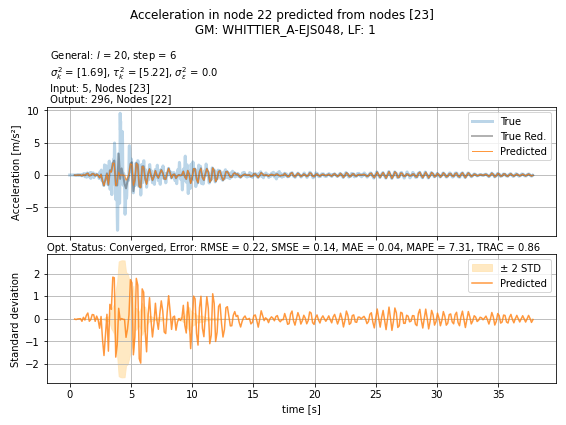 Acceleration in node 22 predicted from nodes [23]
GM: WHITTIER_A-EJS048, LF: 1
General: l = 20, step = 6
σ²ₖ = [1.69], τ²ₖ = [5.22], σ²ε = 0.0
Input: 5, Nodes [23]
Output: 296, Nodes [22]
Acceleration [m/s²]
10
5
0
−5
True
True Red.
Predicted
Opt. Status: Converged, Error: RMSE = 0.22, SMSE = 0.14, MAE = 0.04, MAPE = 7.31, TRAC = 0.86
Standard deviation
2
1
0
−1
−2
± 2 STD
Predicted
0 5 10 15 20 25 30 35
time [s]